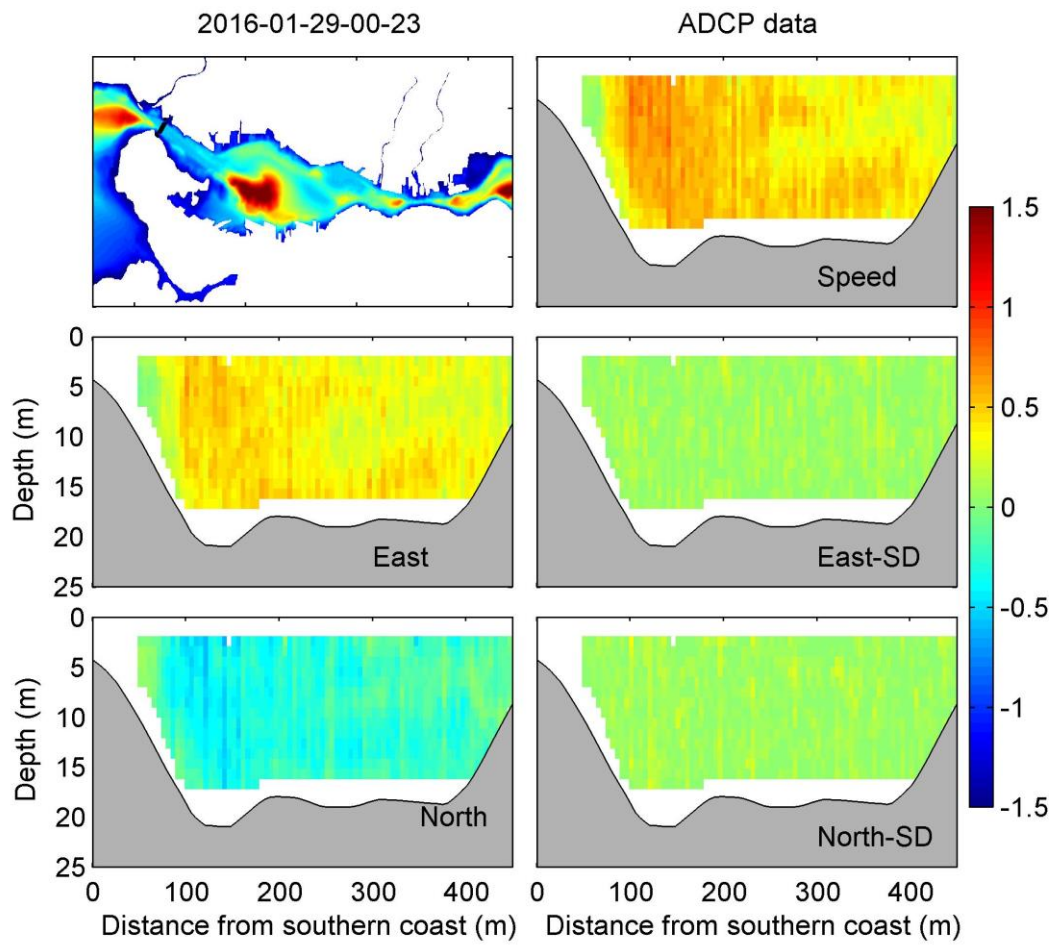 2016-01-29-00-23
ADCP data
Speed
0
5
10
15
20
25
Depth (m)
East
East-SD
1.5
1
0.5
0
-0.5
-1
-1.5
0
5
10
15
20
25
Depth (m)
North
North-SD
0 100 200 300 400
0 100 200 300 400
Distance from southern coast (m)
Distance from southern coast (m)